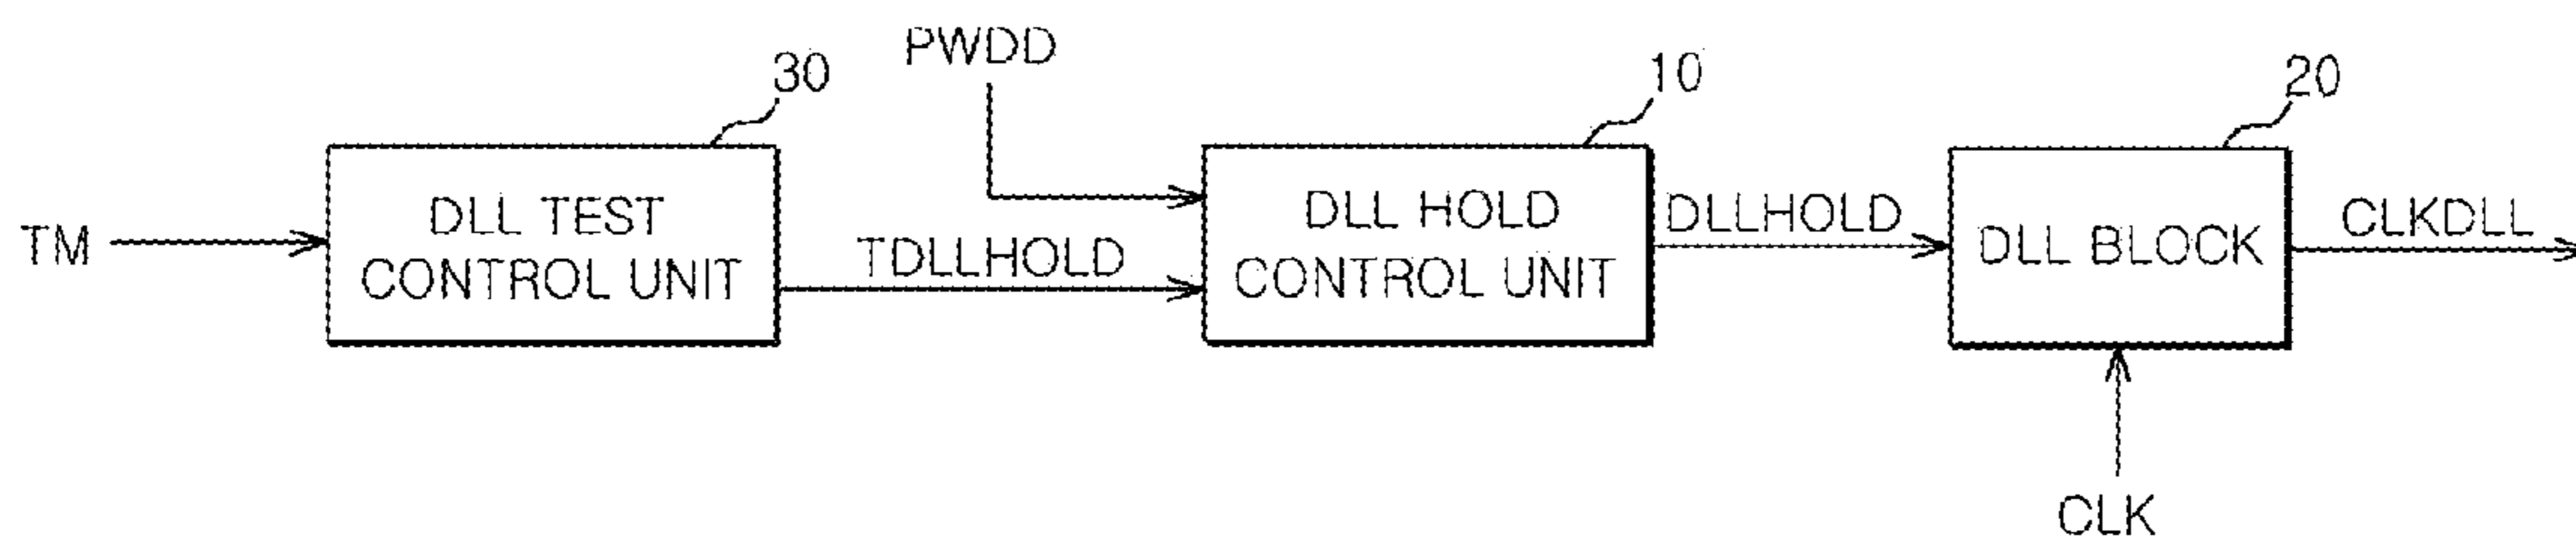 30
PWDD
10
20
TM
DLL TEST
CONTROL UNIT
TDLLHOLD
DLL HOLD
CONTROL UNIT
DLLHOLD
DLL BLOCK
CLKDLL
CLK